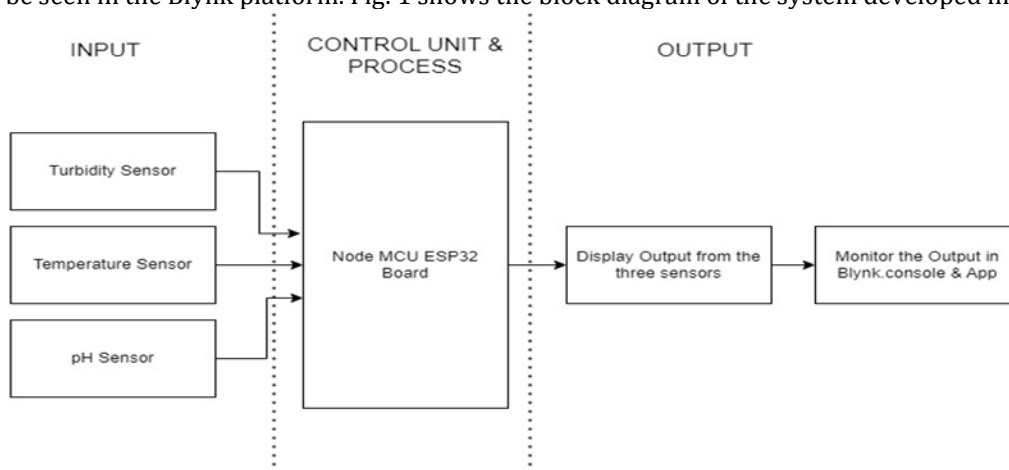 be seen in the Blynk platform. Fig. 1 shows the block diagram of the system developed in
INPUT
CONTROL UNIT &
PROCESS
OUTPUT
Turbidity Sensor
Temperature Sensor
pH Sensor
Node MCU ESP32
Board
Display Output from the
three sensors
Monitor the Output in
Blynk.console & App